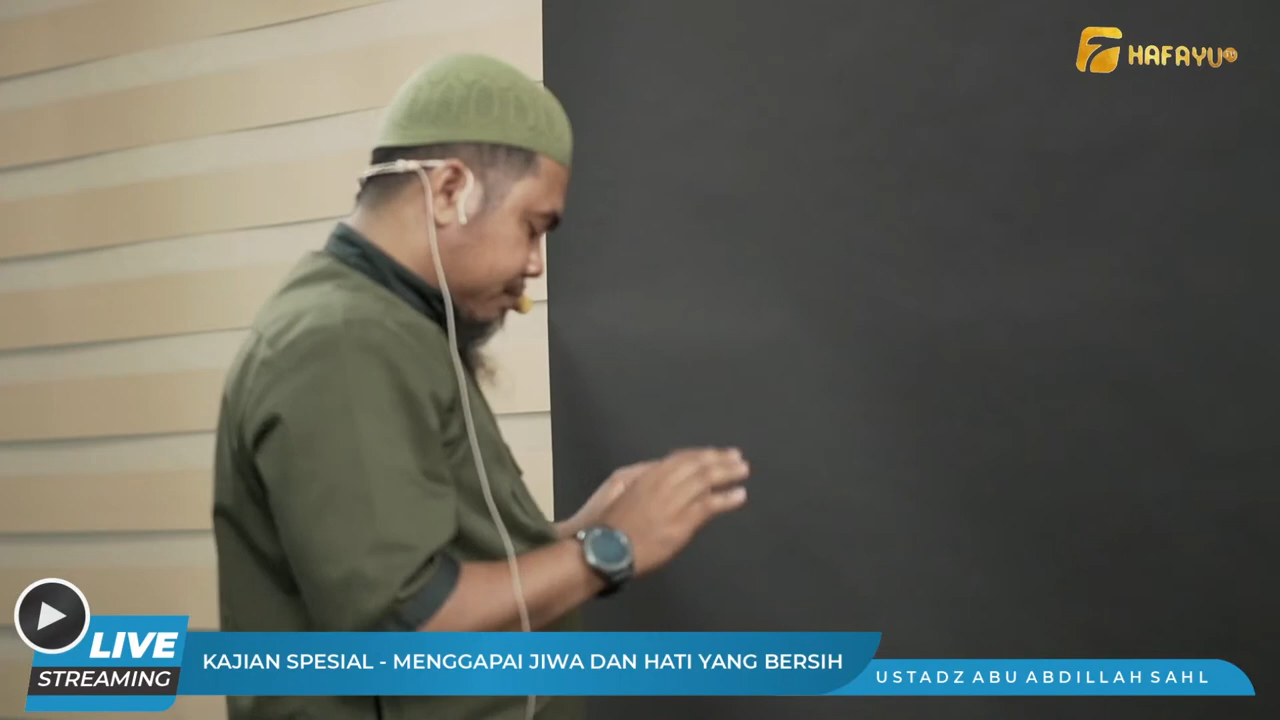 HAFAYU
LIVE
STREAMING
KAJIAN SPESIAL - MENGGAPAI JIWA DAN HATI YANG BERSIH
USTADZ ABU ABDILLAH SAHL